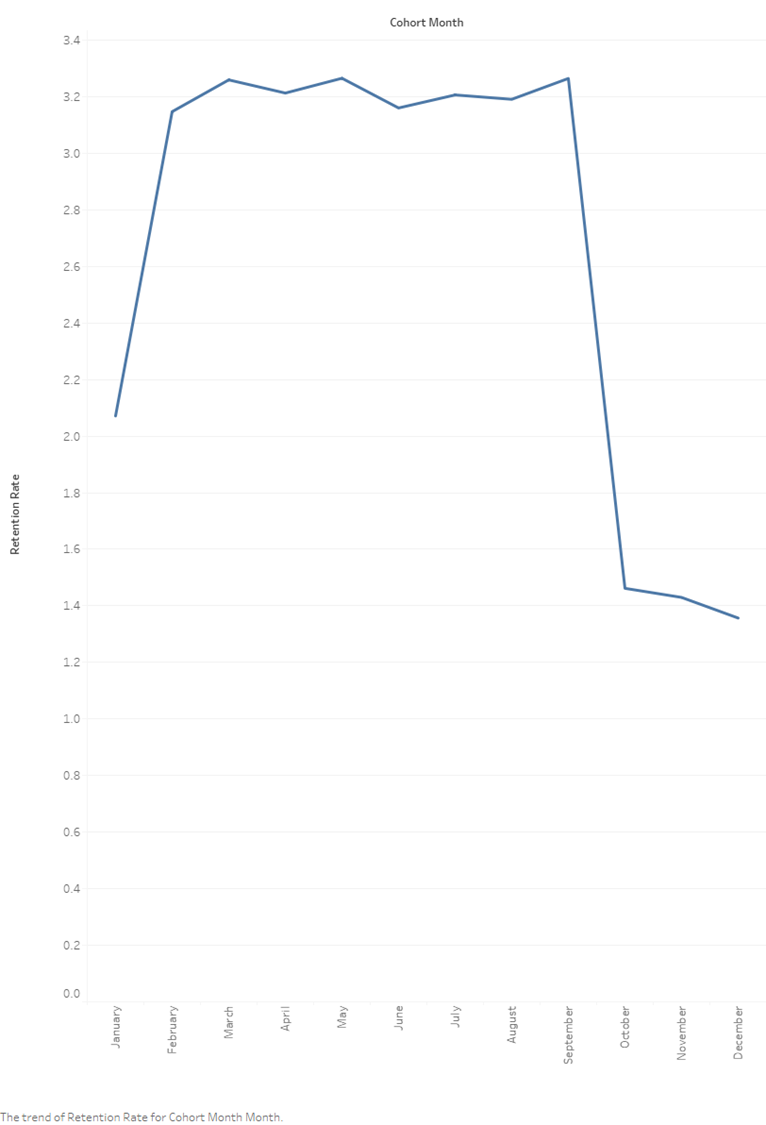 Cohort Month
3.4
3.2
3.0
2.8
2.6
2.4
2.2
2.0
1.8
1.6
1.4
1.2
1.0
0.8
0.6
0.4
0.2
0.0
Retention Rate
January
February
March
April
May
June
July
August
September
October
November
December
The trend of Retention Rate for Cohort Month Month.